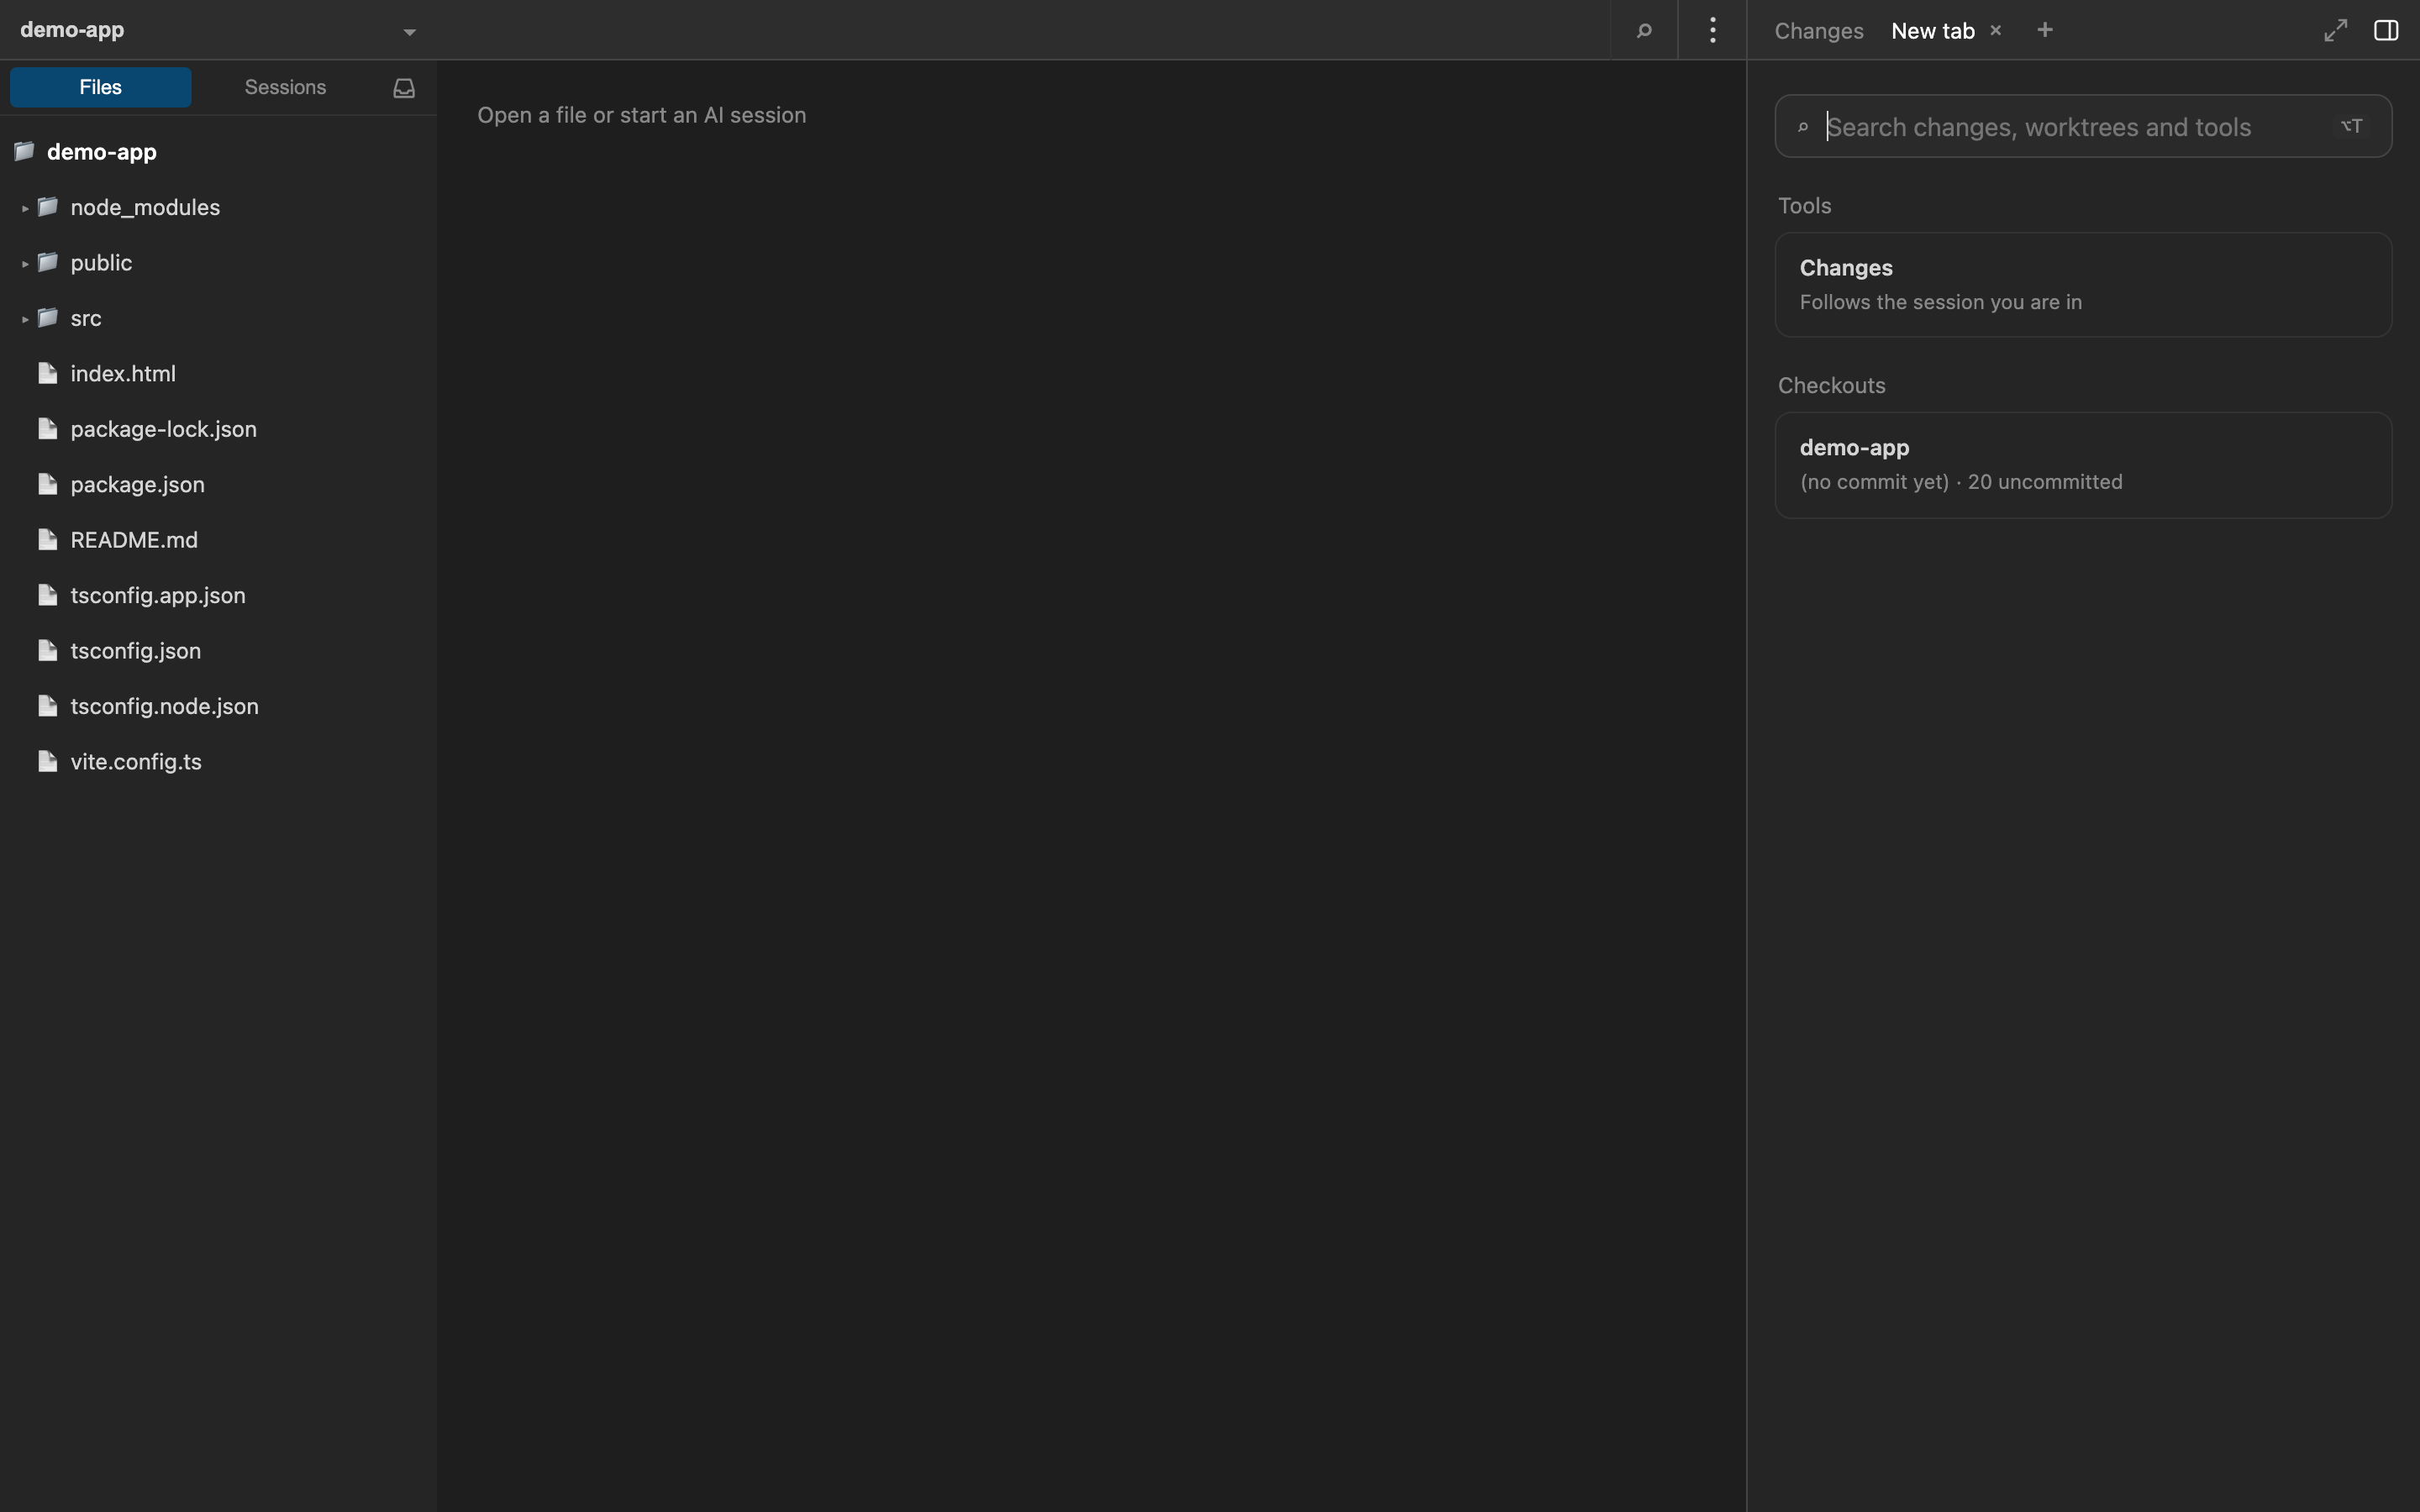 demo-app
Changes
New tab
Files
Sessions
Open a file or start an AI session
Search changes, worktrees and tools
⌥T
demo-app
node_modules
public
src
index.html
package-lock.json
package.json
README.md
tsconfig.app.json
tsconfig.json
tsconfig.node.json
vite.config.ts
Tools
Changes
Follows the session you are in
Checkouts
demo-app
(no commit yet) · 20 uncommitted